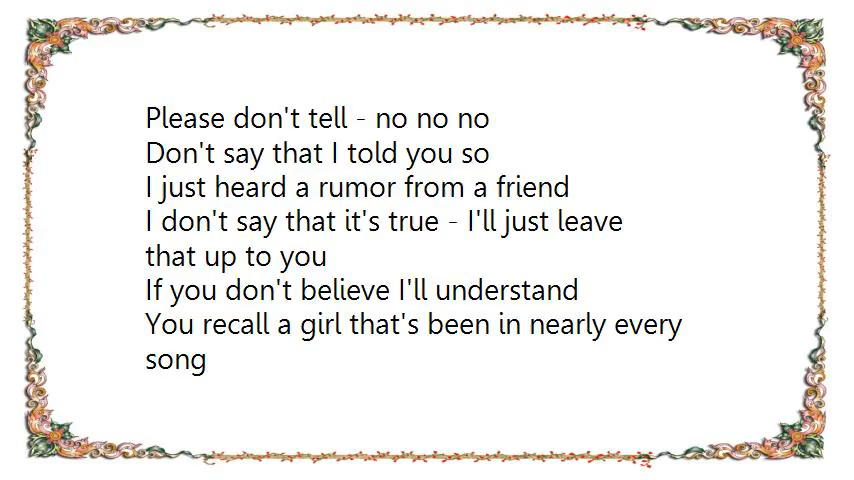 Please don't tell - no no no
Don't say that I told you so
I just heard a rumor from a friend
I don't say that it's true - I'll just leave
that up to you
If you don't believe I'll understand
You recall a girl that's been in nearly every
song